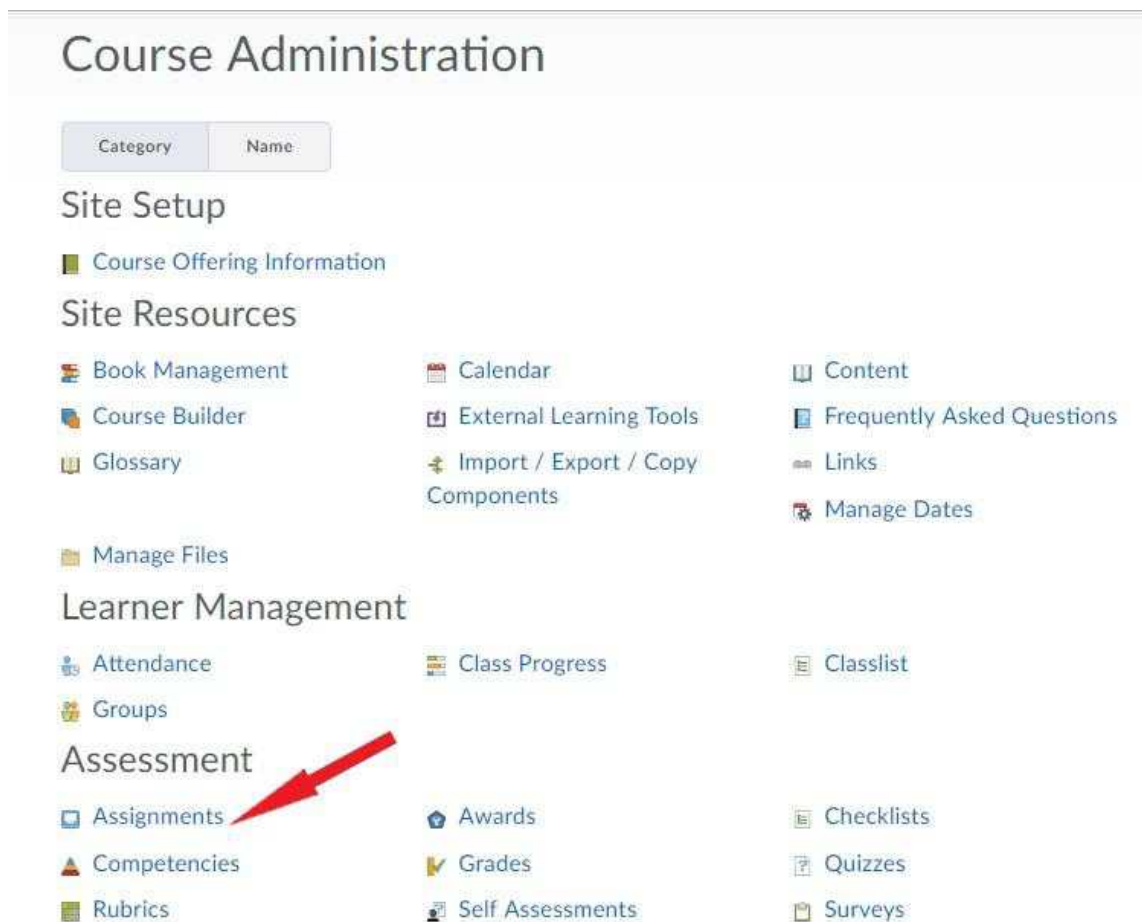 Course Administration
Category Name
Site Setup
Course Offering Information
Site Resources
Book Management Calendar Content
Course Builder External Learning Tools Frequently Asked Questions
Glossary Import / Export / Copy Links
Components
Manage Dates
Manage Files
Learner Management
Attendance Class Progress Classlist
Groups
Assessment
Assignments Awards Checklists
Competencies Grades Quizzes
Rubrics Self Assessments Surveys